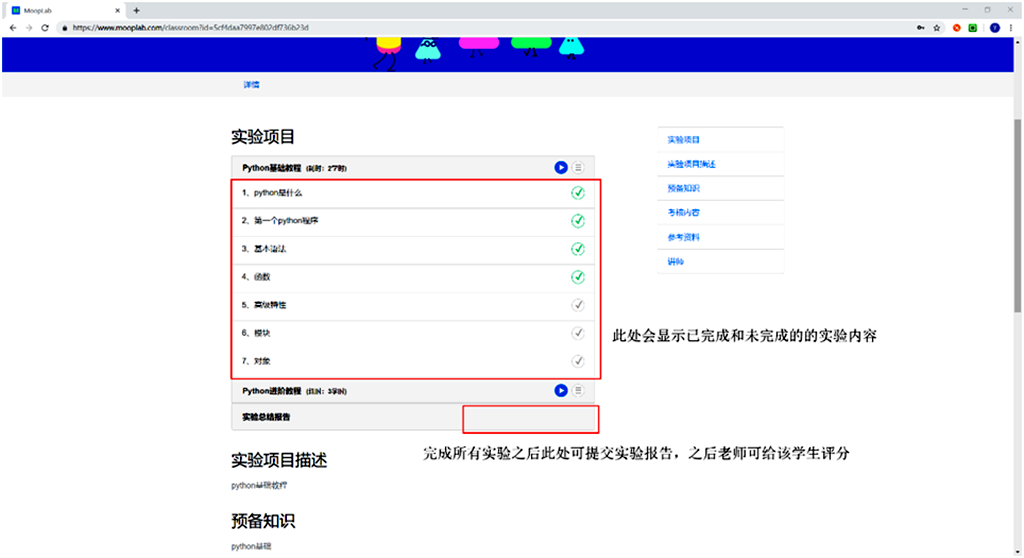 MoopLab
https://www.mooplab.com/classroom?id=5cf4daa7997e802df736b23d
详情
实验项目
Python基础教程 (耗时：2学时)
1、python是什么
2、第一个python程序
3、基本语法
4、函数
5、高级特性
6、模块
7、对象
Python进阶教程 (耗时：3学时)
实验总结报告
实验项目描述
python基础教程
预备知识
python基础
实验项目
实验项目描述
预备知识
考核内容
参考资料
讲师
此处会显示已完成和未完成的的实验内容
完成所有实验之后此处可提交实验报告，之后老师可给该学生评分